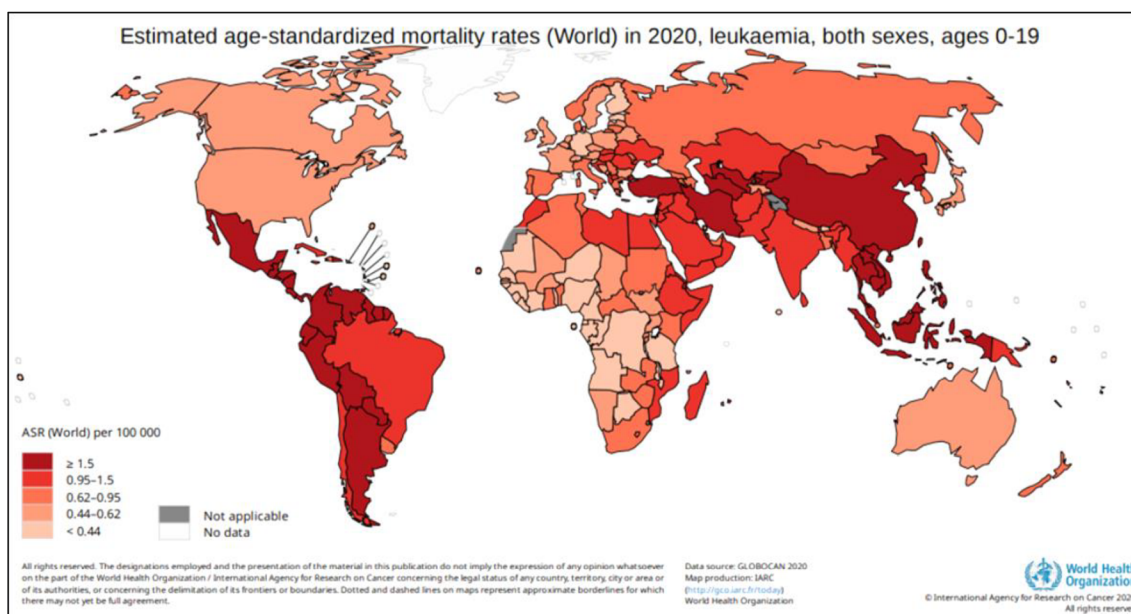 Estimated age-standardized mortality rates (World) in 2020, leukaemia, both sexes, ages 0-19
ASR (World) per 100 000
≥ 1.5
0.95–1.5
0.62–0.95
0.44–0.62
< 0.44
Not applicable
No data
All rights reserved. The designations employed and the presentation of the material in this publication do not imply the expression of any opinion whatsoever
on the part of the World Health Organization / International Agency for Research on Cancer concerning the legal status of any country, territory, city or area or
of its authorities, or concerning the delimitation of its frontiers or boundaries. Dotted and dashed lines on maps represent approximate borderlines for which
there may not yet be full agreement.
Data source: GLOBOCAN 2020
Map production: IARC
(http://gco.iarc.fr/today)
World Health Organization
World Health
Organization
© International Agency for Research on Cancer 202
All rights reserve